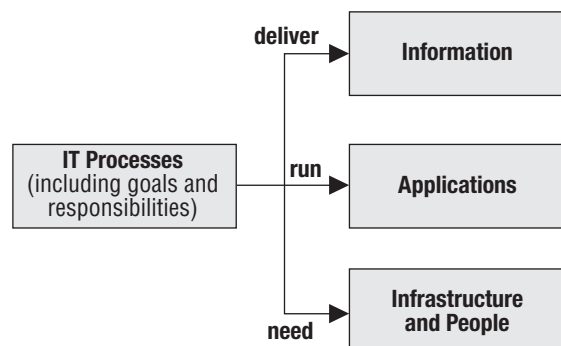 deliver
Information
IT Processes
(including goals and
responsibilities)
run
Applications
Infrastructure
and People
need